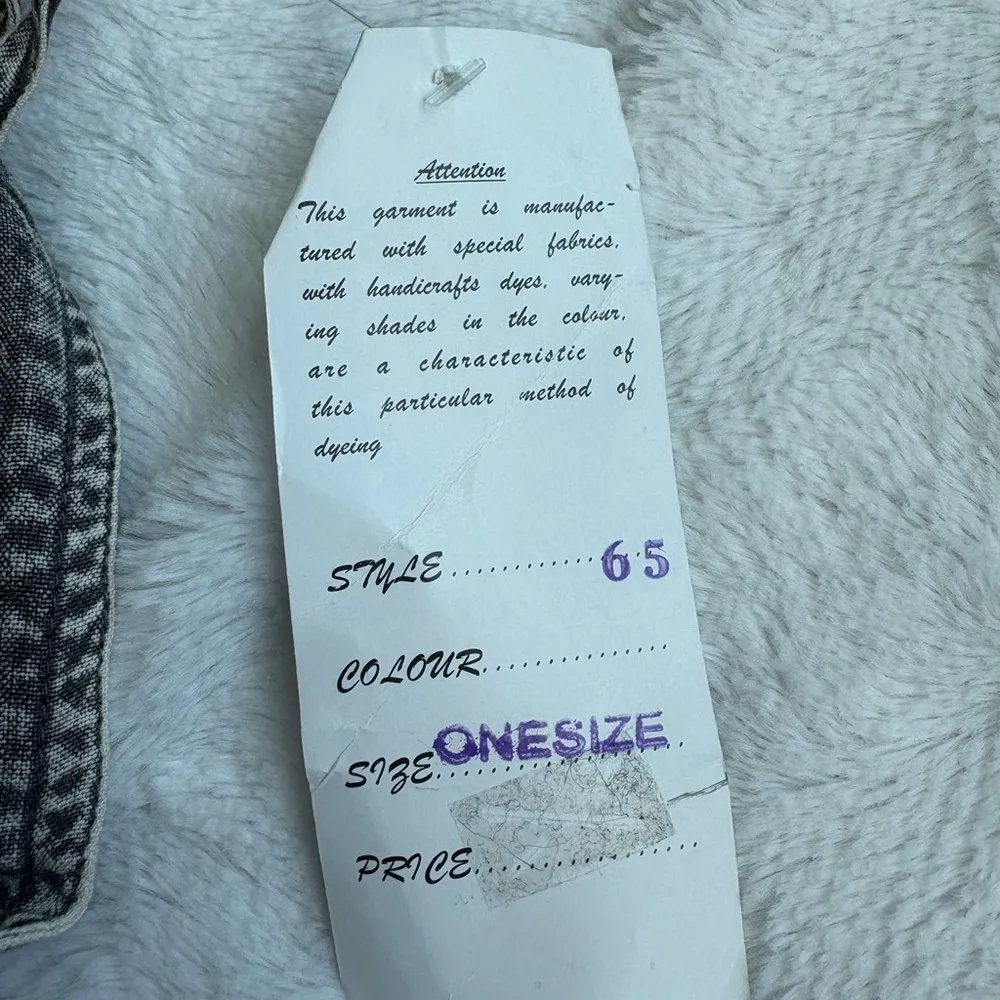 Attention
This garment is manufac-
tured with special fabrics,
with handicrafts dyes, vary-
ing shades in the colour,
are a characteristic of
this particular method of
dyeing
STYLE............65
COLOUR..............
SIZE ONESIZE
PRICE.................